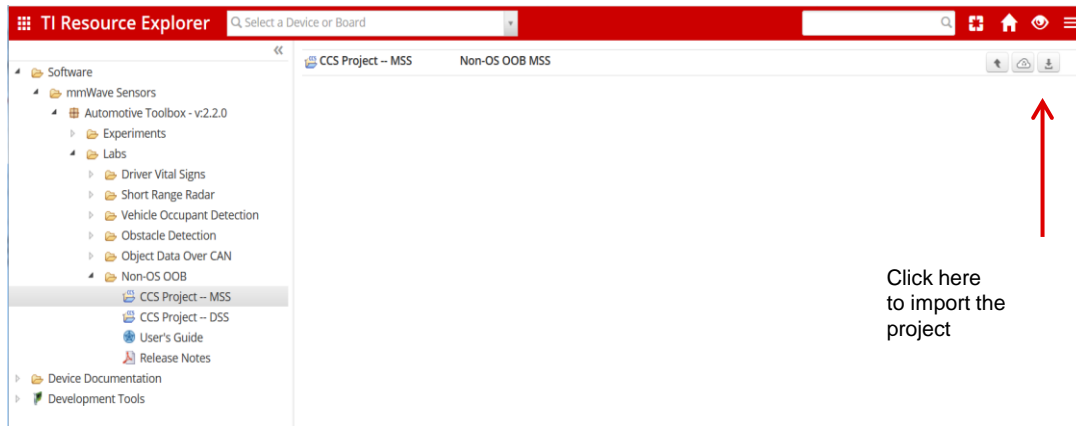 TI Resource Explorer
Select a Device or Board
«
CCS Project -- MSS Non-OS OOB MSS
Software
mmWave Sensors
Automotive Toolbox - v:2.2.0
Experiments
Labs
Driver Vital Signs
Short Range Radar
Vehicle Occupant Detection
Obstacle Detection
Object Data Over CAN
Non-OS OOB
CCS Project -- MSS
CCS Project -- DSS
User's Guide
Release Notes
Device Documentation
Development Tools
Click here
to import the
project